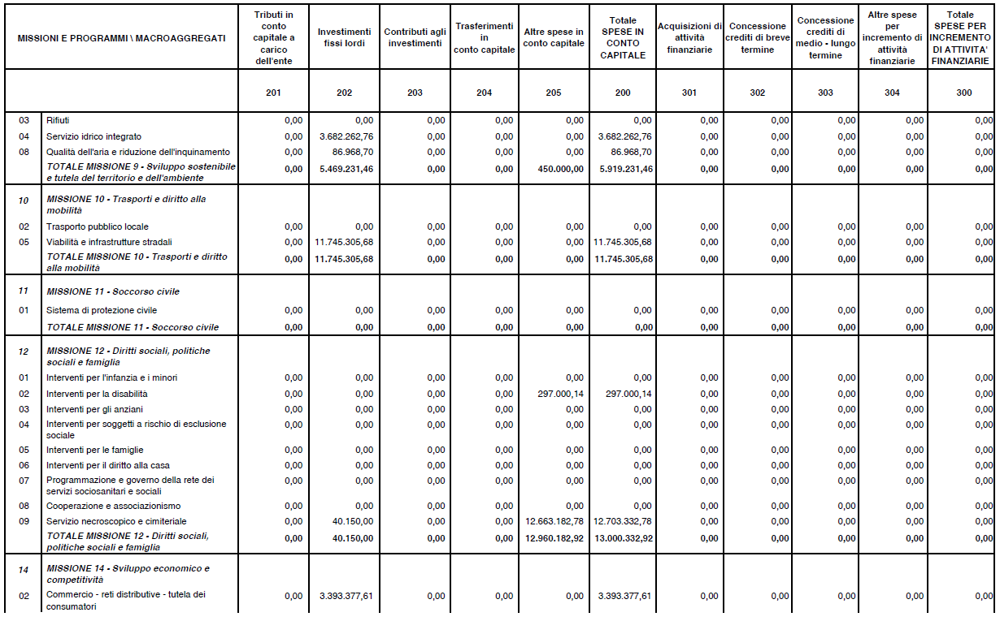 MISSIONI E PROGRAMMI \ MACROAGGREGATI Tributi in conto capitale a carico dell'ente Investimenti fissi lordi Contributi agli investimenti Trasferimenti in conto capitale Altre spese in conto capitale Totale SPESE IN CONTO CAPITALE Acquisizioni di attività finanziarie Concessione crediti di breve termine Concessione crediti di medio - lungo termine Altre spese per incremento di attività finanziarie Totale SPESE PER INCREMENTO DI ATTIVITA' FINANZIARIE
201 202 203 204 205 200 301 302 303 304 300
03 Rifiuti 0,00 0,00 0,00 0,00 0,00 0,00 0,00 0,00 0,00 0,00 0,00
04 Servizio idrico integrato 0,00 3.682.262,76 0,00 0,00 0,00 3.682.262,76 0,00 0,00 0,00 0,00 0,00
08 Qualità dell'aria e riduzione dell'inquinamento 0,00 86.968,70 0,00 0,00 0,00 86.968,70 0,00 0,00 0,00 0,00 0,00
TOTALE MISSIONE 9 - Sviluppo sostenibile
e tutela del territorio e dell'ambiente 0,00 5.469.231,46 0,00 0,00 450.000,00 5.919.231,46 0,00 0,00 0,00 0,00 0,00
10 MISSIONE 10 - Trasporti e diritto alla
mobilità
02 Trasporto pubblico locale 0,00 0,00 0,00 0,00 0,00 0,00 0,00 0,00 0,00 0,00 0,00
05 Viabilità e infrastrutture stradali 0,00 11.745.305,68 0,00 0,00 0,00 11.745.305,68 0,00 0,00 0,00 0,00 0,00
TOTALE MISSIONE 10 - Trasporti e diritto
alla mobilità 0,00 11.745.305,68 0,00 0,00 0,00 11.745.305,68 0,00 0,00 0,00 0,00 0,00
11 MISSIONE 11 - Soccorso civile
01 Sistema di protezione civile 0,00 0,00 0,00 0,00 0,00 0,00 0,00 0,00 0,00 0,00 0,00
TOTALE MISSIONE 11 - Soccorso civile 0,00 0,00 0,00 0,00 0,00 0,00 0,00 0,00 0,00 0,00 0,00
12 MISSIONE 12 - Diritti sociali, politiche
sociali e famiglia
01 Interventi per l'infanzia e i minori 0,00 0,00 0,00 0,00 0,00 0,00 0,00 0,00 0,00 0,00 0,00
02 Interventi per la disabilità 0,00 0,00 0,00 0,00 297.000,14 297.000,14 0,00 0,00 0,00 0,00 0,00
03 Interventi per gli anziani 0,00 0,00 0,00 0,00 0,00 0,00 0,00 0,00 0,00 0,00 0,00
04 Interventi per soggetti a rischio di esclusione
sociale 0,00 0,00 0,00 0,00 0,00 0,00 0,00 0,00 0,00 0,00 0,00
05 Interventi per le famiglie 0,00 0,00 0,00 0,00 0,00 0,00 0,00 0,00 0,00 0,00 0,00
06 Interventi per il diritto alla casa 0,00 0,00 0,00 0,00 0,00 0,00 0,00 0,00 0,00 0,00 0,00
07 Programmazione e governo della rete dei
servizi sociosanitari e sociali 0,00 0,00 0,00 0,00 0,00 0,00 0,00 0,00 0,00 0,00 0,00
08 Cooperazione e associazionismo 0,00 0,00 0,00 0,00 0,00 0,00 0,00 0,00 0,00 0,00 0,00
09 Servizio necroscopico e cimiteriale 0,00 40.150,00 0,00 0,00 12.663.182,78 12.703.332,78 0,00 0,00 0,00 0,00 0,00
TOTALE MISSIONE 12 - Diritti sociali,
politiche sociali e famiglia 0,00 40.150,00 0,00 0,00 12.960.182,92 13.000.332,92 0,00 0,00 0,00 0,00 0,00
14 MISSIONE 14 - Sviluppo economico e
competitività
02 Commercio - reti distributive - tutela dei
consumatori 0,00 3.393.377,61 0,00 0,00 0,00 3.393.377,61 0,00 0,00 0,00 0,00 0,00